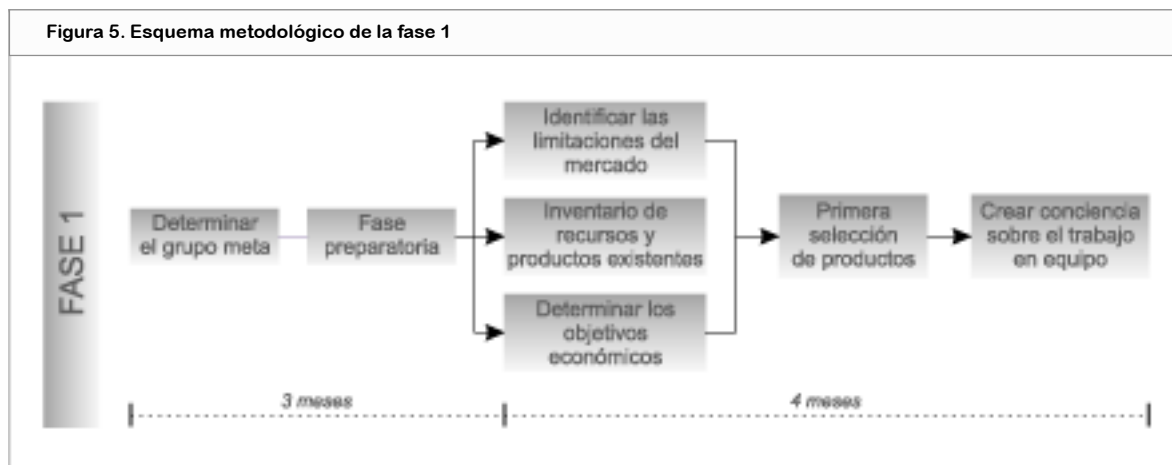 Figura 5. Esquema metodológico de la fase 1
FASE 1
Determinar
el grupo meta
Fase
preparatoria
Identificar las
limitaciones del
mercado
Inventario de
recursos y
productos existentes
Determinar los
objetivos
económicos
Primera
selección
de productos
Crear conciencia
sobre el trabajo
en equipo
3 meses
4 meses